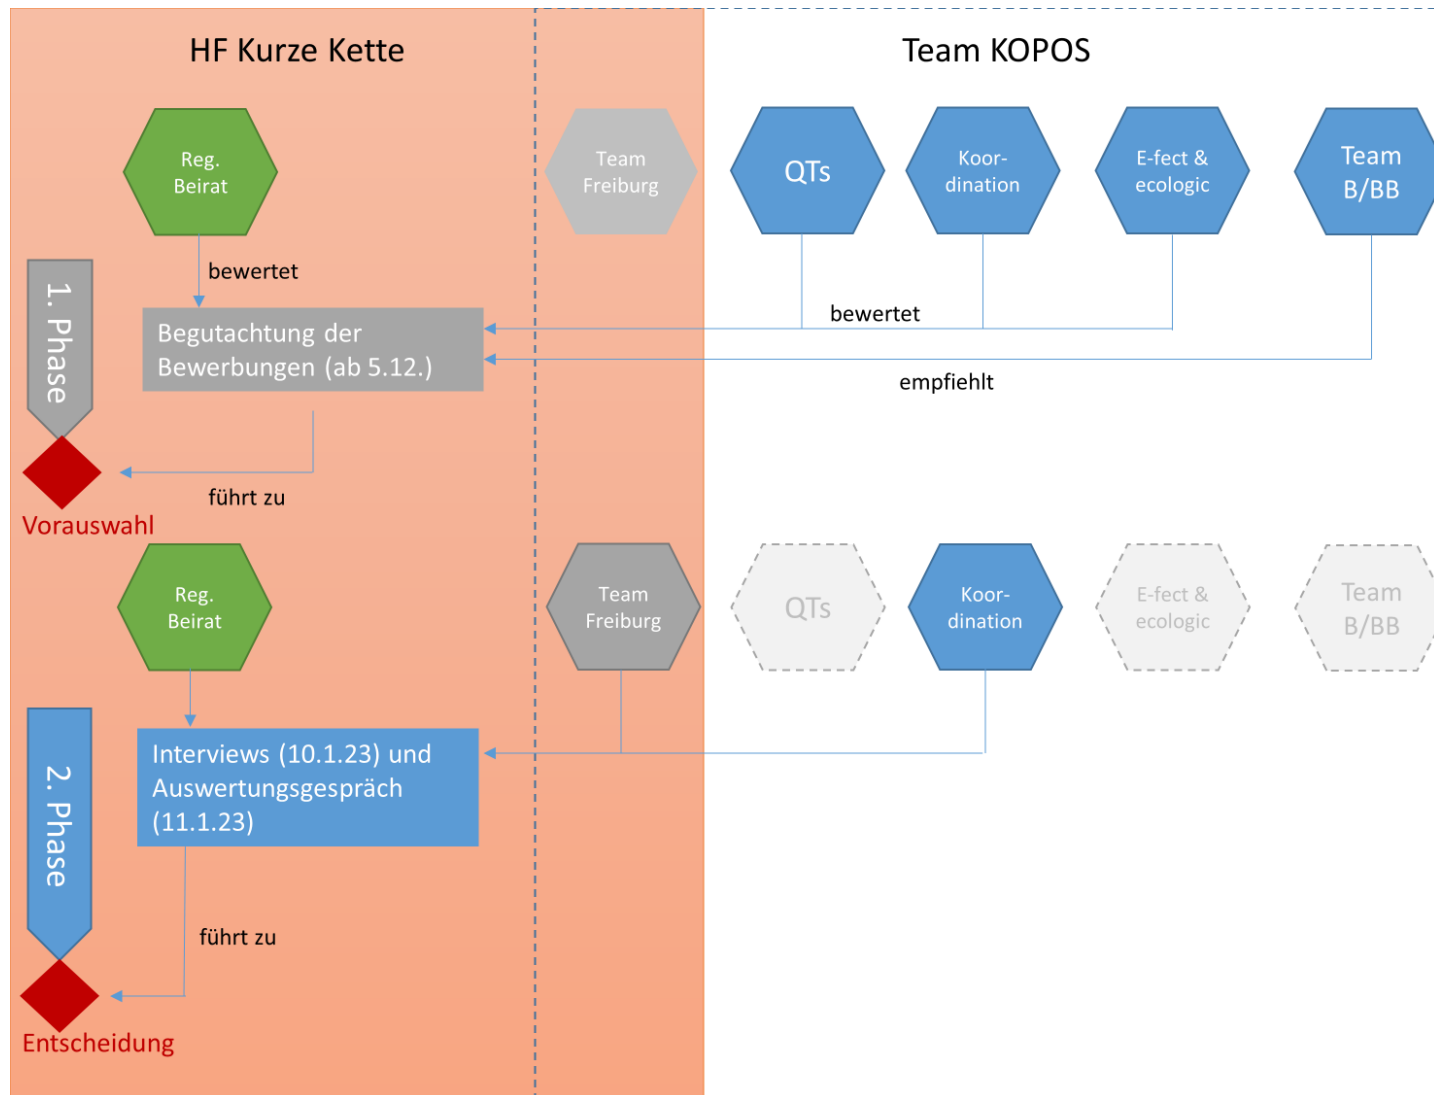 HF Kurze Kette
Team KOPOS
Reg.
Beirat
Team
Freiburg
QTs
Koor-
dination
E-fect &
ecologic
Team
B/BB
bewertet
1. Phase
Begutachtung der
Bewerbungen (ab 5.12.)
bewertet
empfiehlt
führt zu
Vorauswahl
Reg.
Beirat
Team
Freiburg
QTs
Koor-
dination
E-fect &
ecologic
Team
B/BB
2. Phase
Interviews (10.1.23) und
Auswertungsgespräch
(11.1.23)
führt zu
Entscheidung